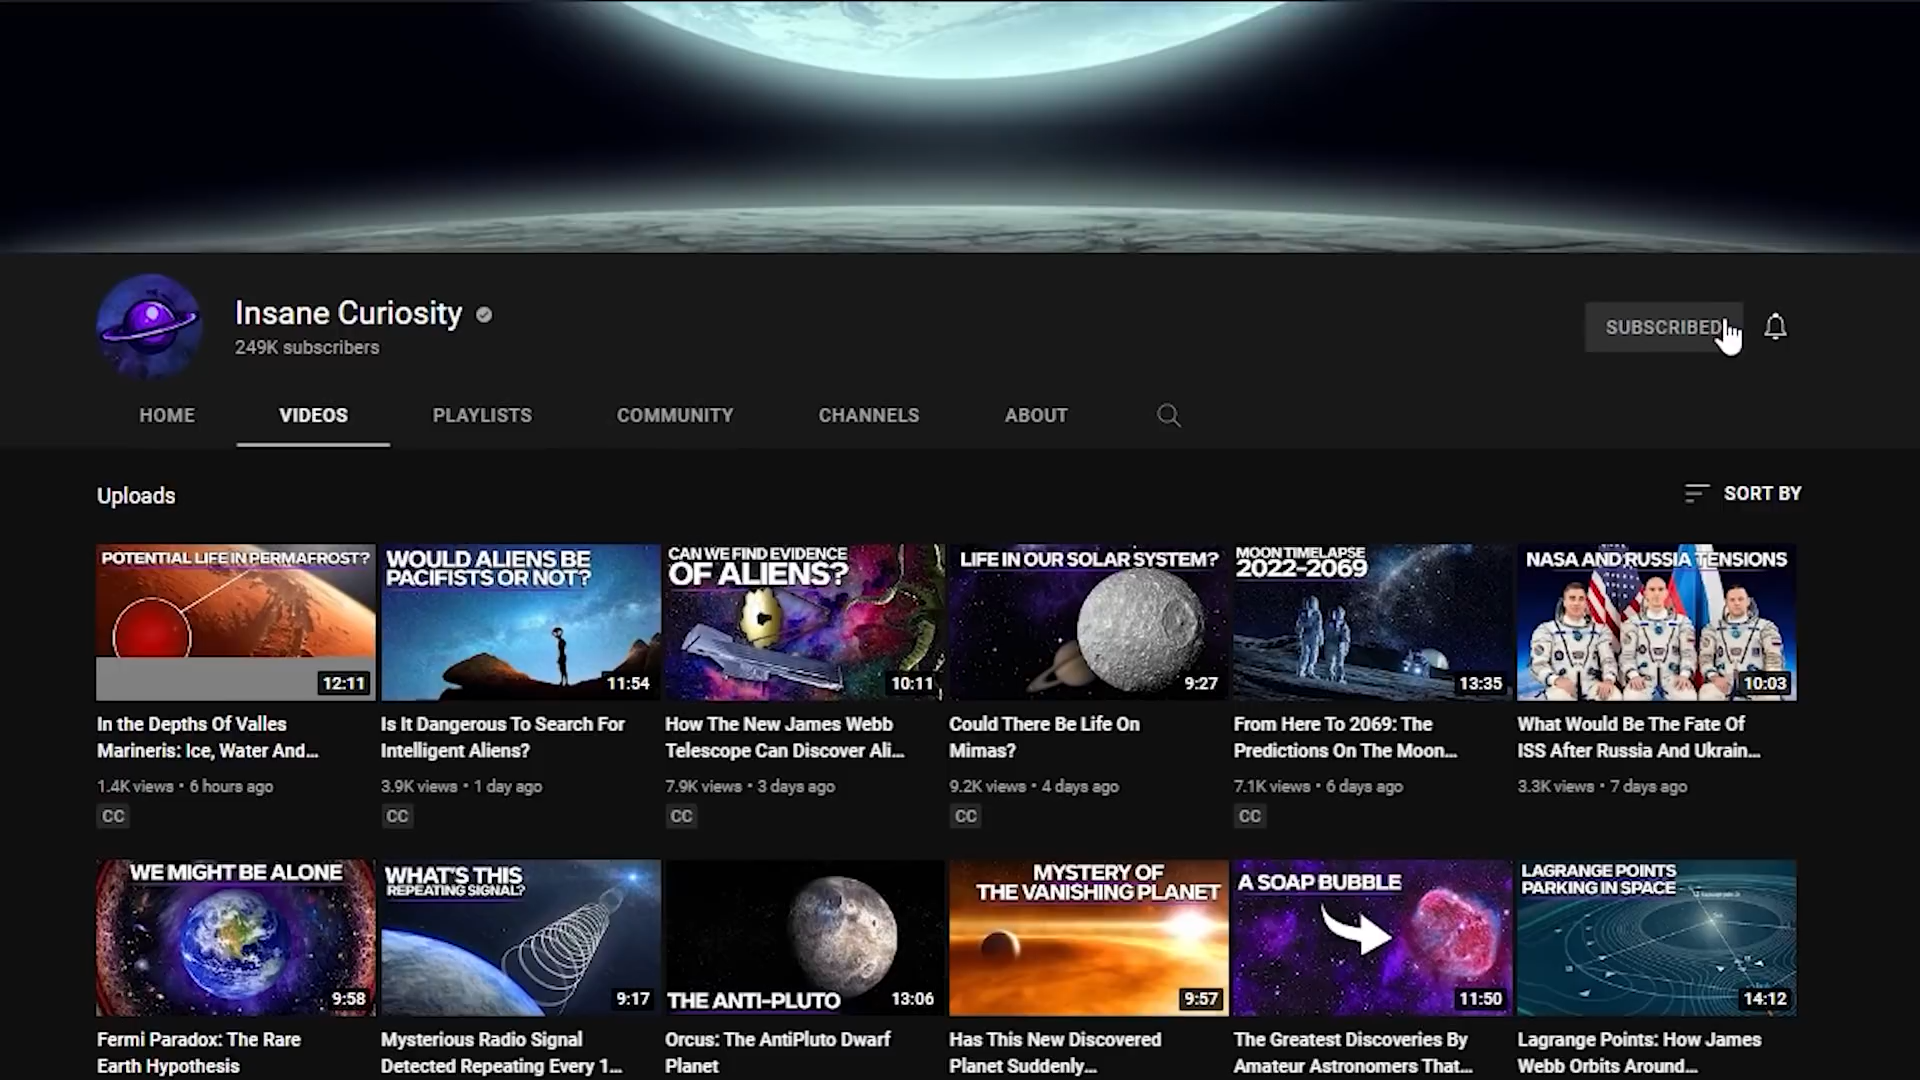 Insane Curiosity
249K subscribers
SUBSCRIBED
HOME VIDEOS PLAYLISTS COMMUNITY CHANNELS ABOUT
Uploads
SORT BY
POTENTIAL LIFE IN PERMAFROST?
12:11
WOULD ALIENS BE
PACIFISTS OR NOT?
11:54
CAN WE FIND EVIDENCE
OF ALIENS?
10:11
LIFE IN OUR SOLAR SYSTEM?
9:27
MOON TIMELAPSE
2022-2069
13:35
NASA AND RUSSIA TENSIONS
10:03
In the Depths Of Valles
Marineris: Ice, Water And...
1.4K views • 6 hours ago
CC
Is It Dangerous To Search For
Intelligent Aliens?
3.9K views • 1 day ago
CC
How The New James Webb
Telescope Can Discover Ali...
7.9K views • 3 days ago
CC
Could There Be Life On
Mimas?
9.2K views • 4 days ago
CC
From Here To 2069: The
Predictions On The Moon...
7.1K views • 6 days ago
CC
What Would Be The Fate Of
ISS After Russia And Ukrain...
3.3K views • 7 days ago
WE MIGHT BE ALONE
9:58
WHAT'S THIS
REPEATING SIGNAL?
9:17
THE ANTI-PLUTO
13:06
MYSTERY OF
THE VANISHING PLANET
9:57
A SOAP BUBBLE
11:50
LAGRANGE POINTS
PARKING IN SPACE
14:12
Fermi Paradox: The Rare
Earth Hypothesis
Mysterious Radio Signal
Detected Repeating Every 1...
Orcus: The AntiPluto Dwarf
Planet
Has This New Discovered
Planet Suddenly...
The Greatest Discoveries By
Amateur Astronomers That...
Lagrange Points: How James
Webb Orbits Around...